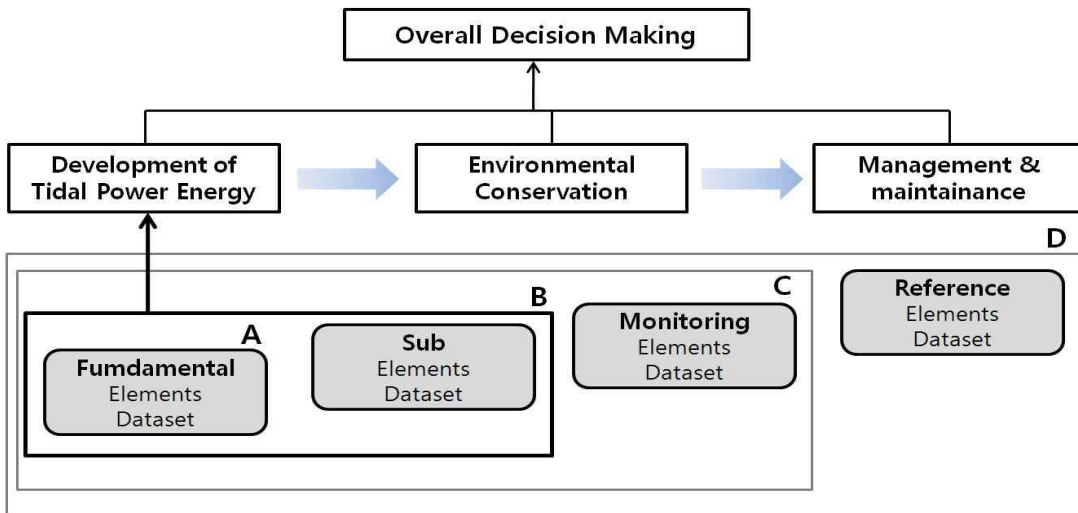 Overall Decision Making
Development of
Tidal Power Energy
Environmental
Conservation
Management &
maintainance
D
C
B
A
Fumdamental
Elements
Dataset
Sub
Elements
Dataset
Monitoring
Elements
Dataset
Reference
Elements
Dataset